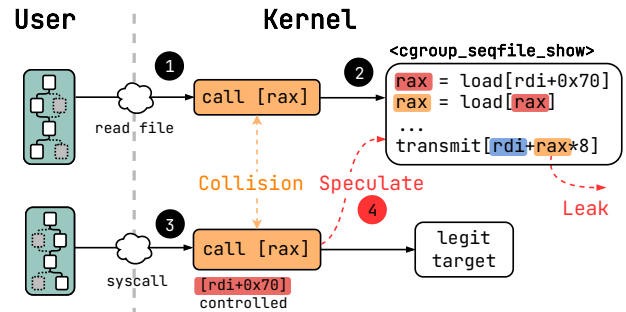 User
Kernel
<cgroup_seqfile_show>
1
2
call [rax]
read file
rax = load[rdi+0x70]
rax = load[rax]
...
transmit[rdi+rax*8]
Collision
Speculate
4
Leak
3
call [rax]
syscall
[rdi+0x70]
controlled
legit
target